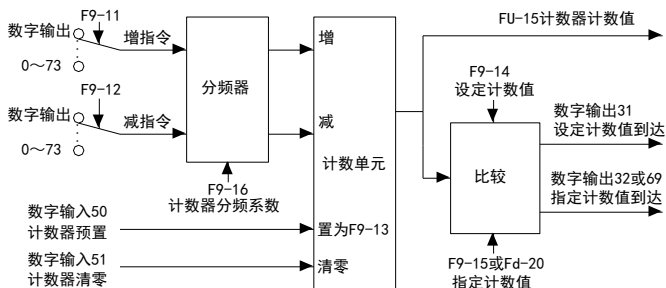 F9-11
数字输出
0～73
增指令
F9-12
数字输出
0～73
减指令
分频器
F9-16
计数器分频系数
数字输入50
计数器预置
数字输入51
计数器清零
增
减
计数单元
置为F9-13
清零
FU-15计数器计数值
F9-14
设定计数值
比较
F9-15或Fd-20
指定计数值
数字输出31
设定计数值到达
数字输出32或69
指定计数值到达